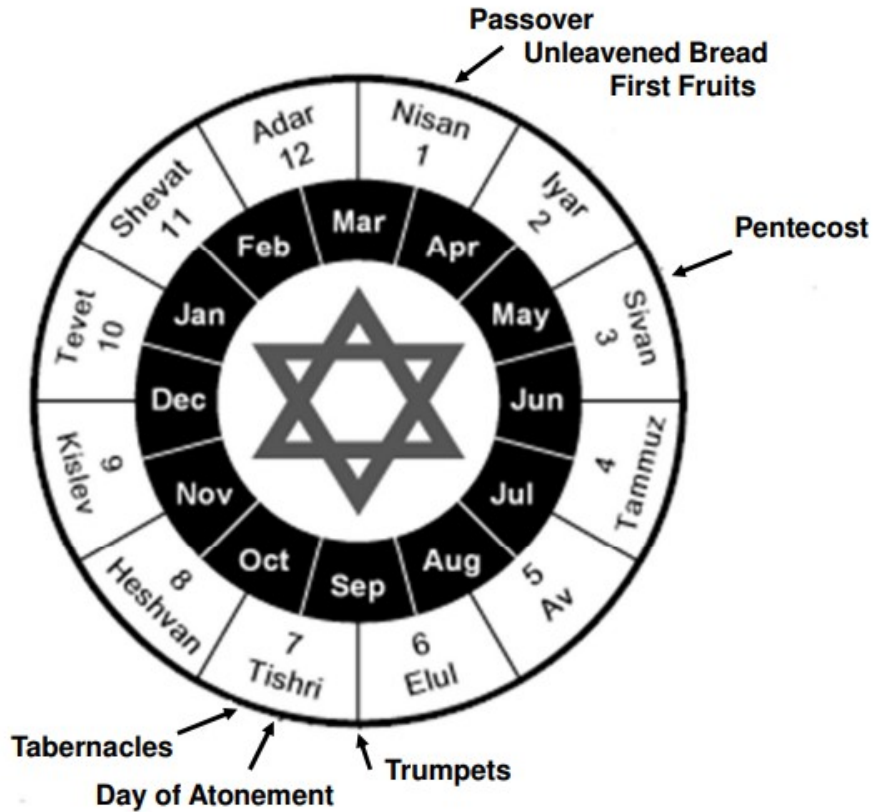 Passover
Unleavened Bread
First Fruits
Pentecost
Trumpets
Day of Atonement
Tabernacles
Nisan
1
Iyar
2
Sivan
3
Tammuz
4
5
Av
6
Elul
7
Tishri
8
Heshvan
9
Kislev
Tevet
10
Shevat
11
Adar
12
Mar
Apr
May
Jun
Jul
Aug
Sep
Oct
Nov
Dec
Jan
Feb